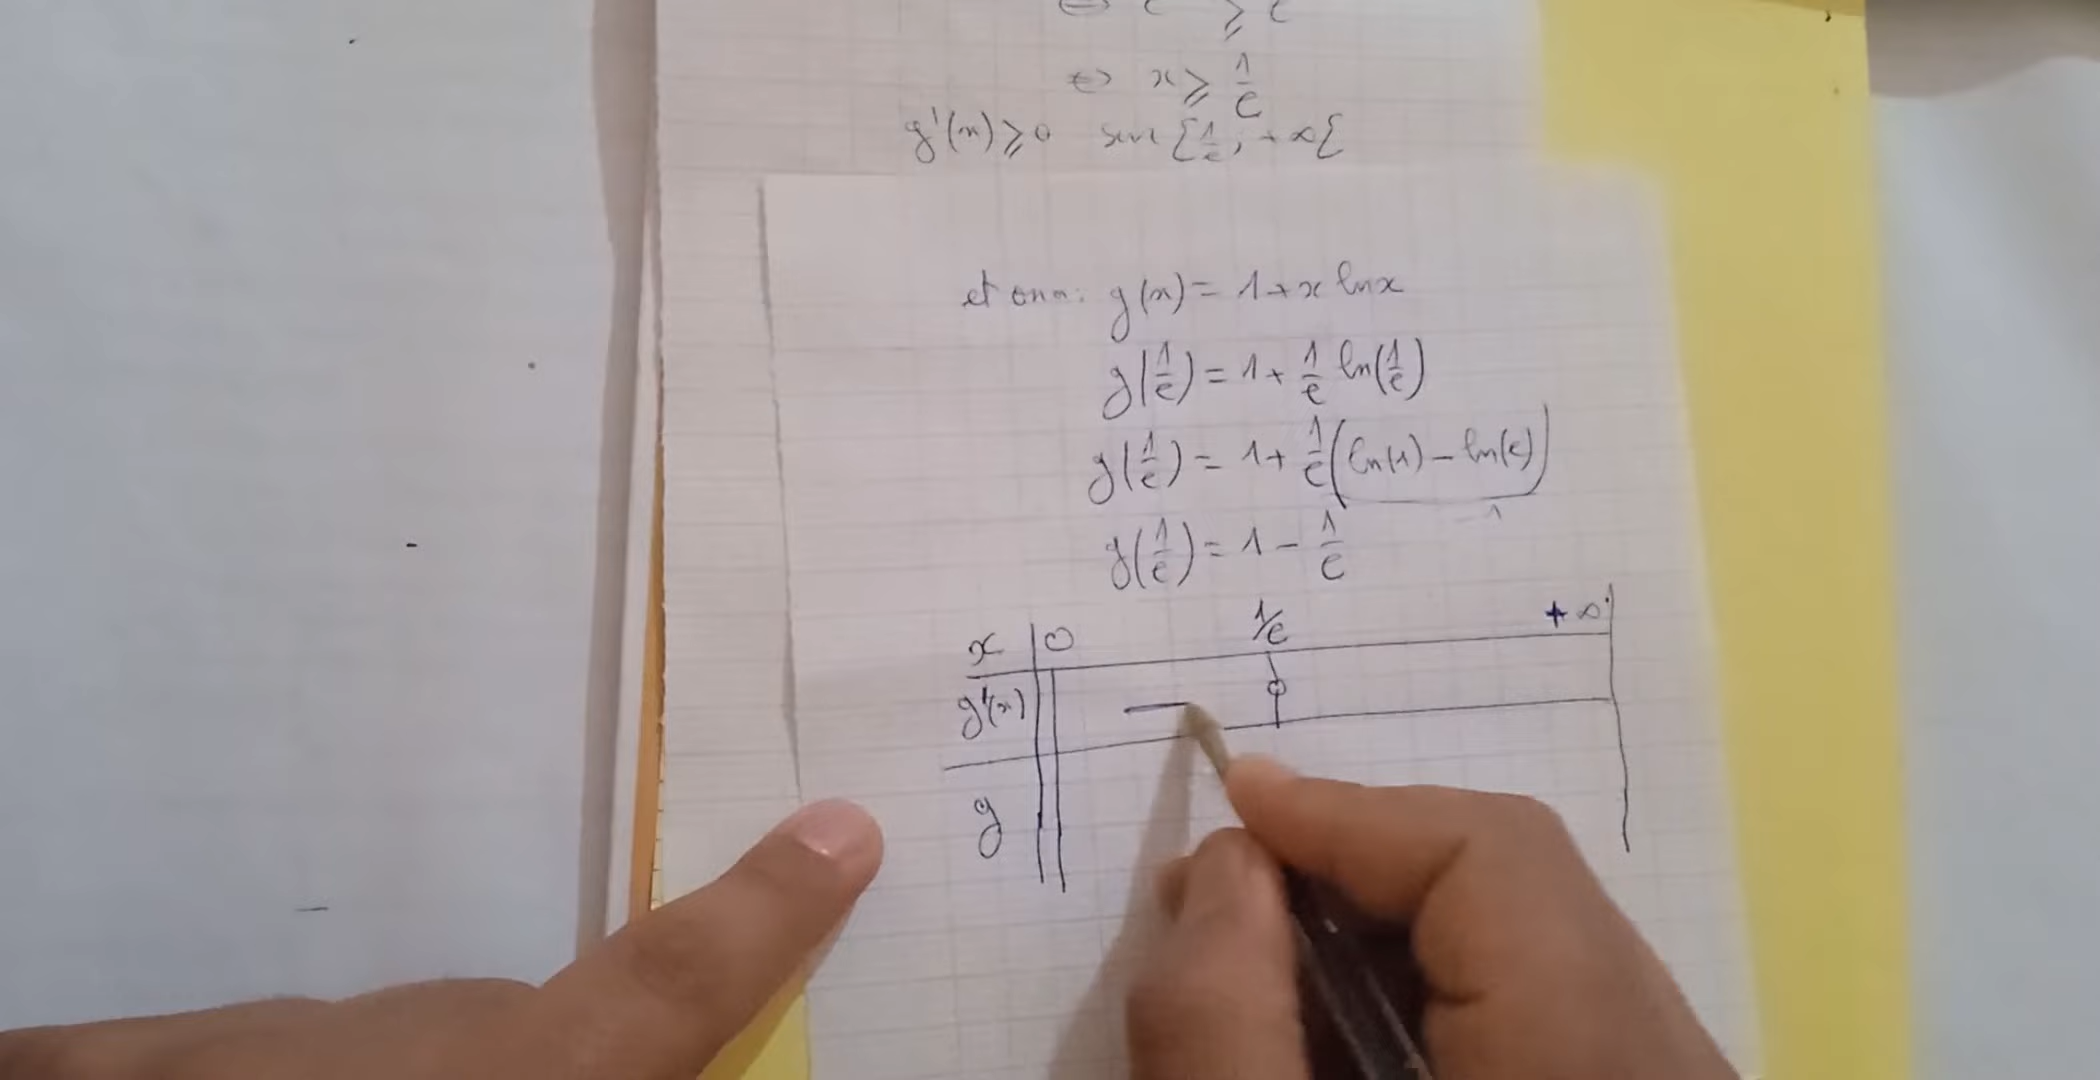 ⇔ x ⩾ 1/e
g'(x) ⩾ 0 sur [1/e, +∞[
et on a: g(x) = 1 + x ln x
g(1/e) = 1 + 1/e ln(1/e)
g(1/e) = 1 + 1/e (ln(1) - ln(e))
-1
g(1/e) = 1 - 1/e
x 0 1/e +∞
g'(x) — 0
g